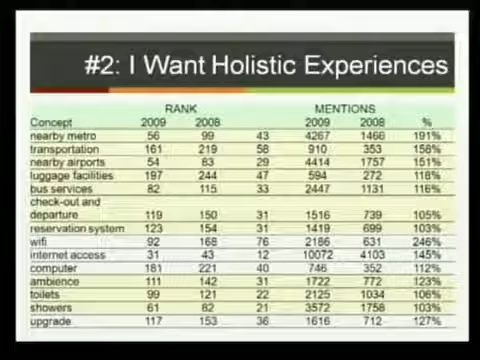 #2: I Want Holistic Experiences
RANK MENTIONS
Concept 2009 2008 2009 2008 %
nearby metro 56 99 43 4267 1466 191%
transportation 161 219 58 910 353 158%
nearby airports 54 83 29 4414 1757 151%
luggage facilities 197 244 47 594 272 118%
bus services 82 115 33 2447 1131 116%
check-out and
departure 119 150 31 1516 739 105%
reservation system 123 154 31 1419 699 103%
wifi 92 168 76 2186 631 246%
internet access 31 43 12 10072 4103 145%
computer 181 221 40 746 352 112%
ambience 111 142 31 1722 772 123%
toilets 99 121 22 2125 1034 106%
showers 61 82 21 3572 1758 103%
upgrade 117 153 36 1616 712 127%